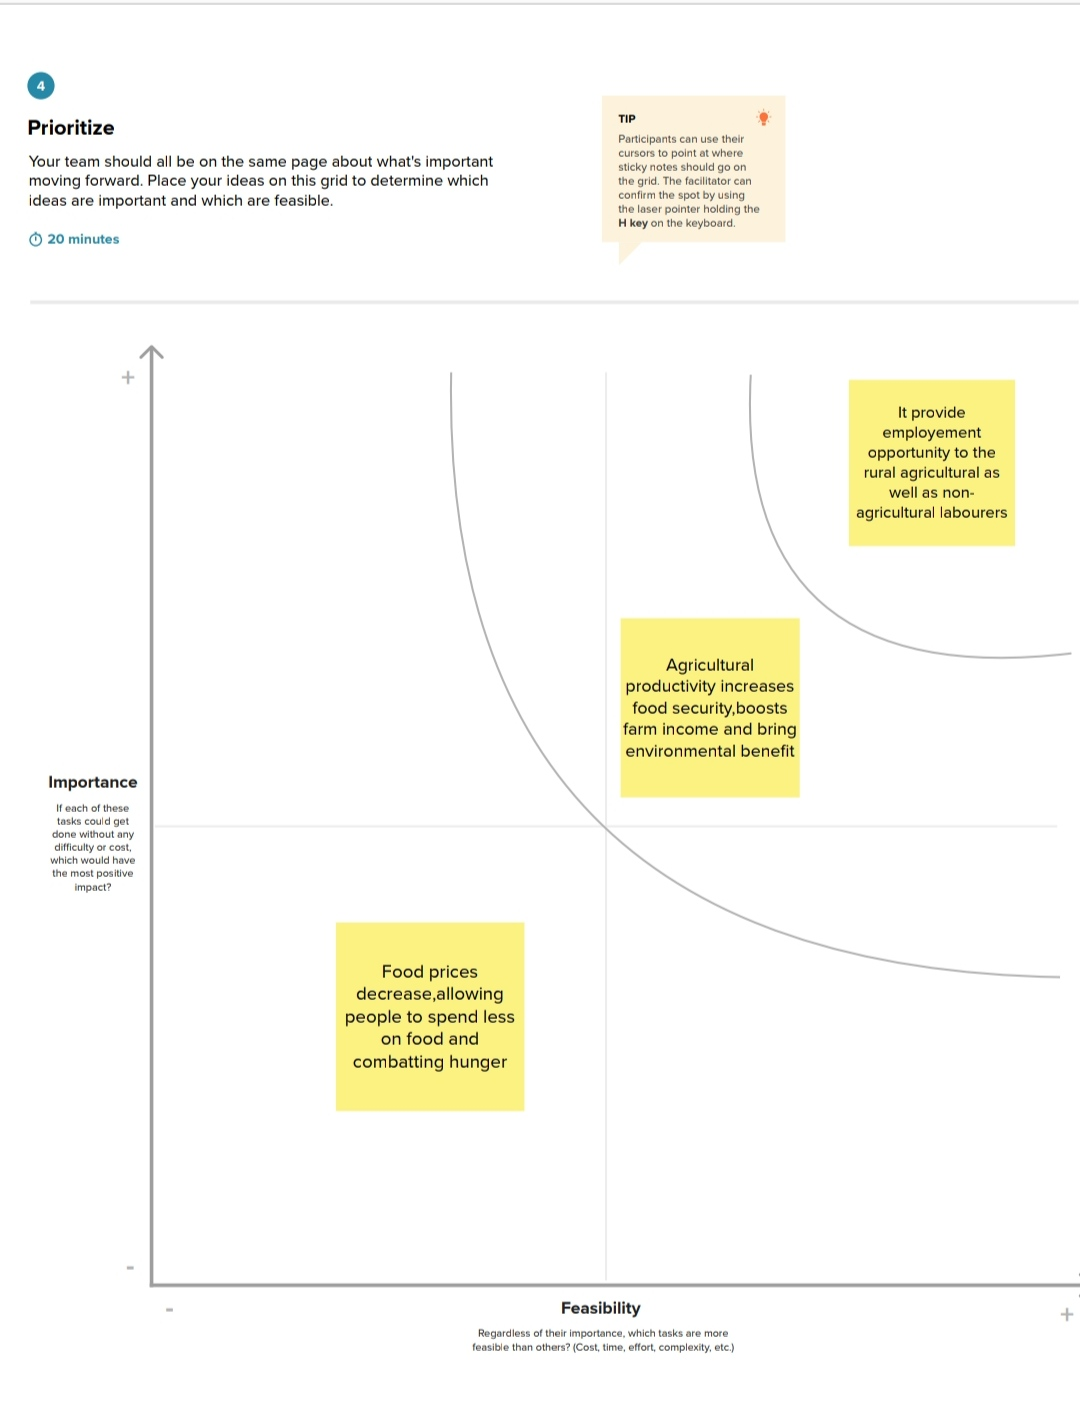 4
Prioritize
Your team should all be on the same page about what's important
moving forward. Place your ideas on this grid to determine which
ideas are important and which are feasible.
20 minutes
TIP
Participants can use their
cursors to point at where
sticky notes should go on
the grid. The facilitator can
confirm the spot by using
the laser pointer holding the
H key on the keyboard.
+
It provide
employement
opportunity to the
rural agricultural as
well as non-
agricultural labourers
Agricultural
productivity increases
food security,boosts
farm income and bring
environmental benefit
Importance
If each of these
tasks could get
done without any
difficulty or cost,
which would have
the most positive
impact?
Food prices
decrease,allowing
people to spend less
on food and
combatting hunger
-
-
Feasibility
+
Regardless of their importance, which tasks are more
feasible than others? (Cost, time, effort, complexity, etc.)